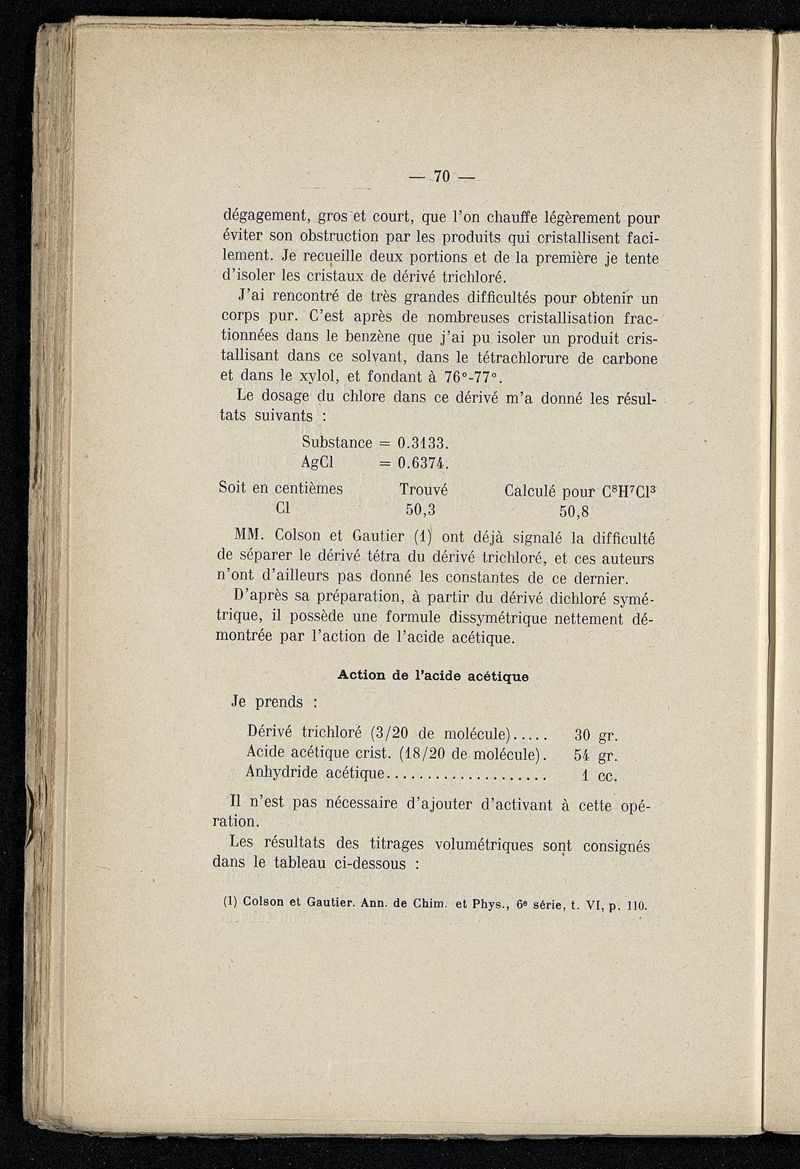 — 70 —
dégagement, gros et court, que l'on chauffe légèrement pour
éviter son obstruction par les produits qui cristallisent faci-
lement. Je recueille deux portions et de la première je tente
d'isoler les cristaux de dérivé trichloré.
J'ai rencontré de très grandes difficultés pour obtenir un
corps pur. C'est après de nombreuses cristallisation frac-
tionnées dans le benzène que j'ai pu isoler un produit cris-
tallisant dans ce solvant, dans le tétrachlorure de carbone
et dans le xylol, et fondant à 76°-77°.
Le dosage du chlore dans ce dérivé m'a donné les résul-
tats suivants :
Substance = 0.3133.
AgCl = 0.6374.
Soit en centièmes Trouvé Calculé pour C⁸H⁷Cl³
Cl 50,3 50,8
MM. Colson et Gautier (1) ont déjà signalé la difficulté
de séparer le dérivé tétra du dérivé trichloré, et ces auteurs
n'ont d'ailleurs pas donné les constantes de ce dernier.
D'après sa préparation, à partir du dérivé dichloré symé-
trique, il possède une formule dissymétrique nettement dé-
montrée par l'action de l'acide acétique.
Action de l'acide acétique
Je prends :
Dérivé trichloré (3/20 de molécule)..... 30 gr.
Acide acétique crist. (18/20 de molécule). 54 gr.
Anhydride acétique.................... 1 cc.
Il n'est pas nécessaire d'ajouter d'activant à cette opé-
ration.
Les résultats des titrages volumétriques sont consignés
dans le tableau ci-dessous :
(1) Colson et Gautier. Ann. de Chim. et Phys., 6ᵉ série, t. VI, p. 110.